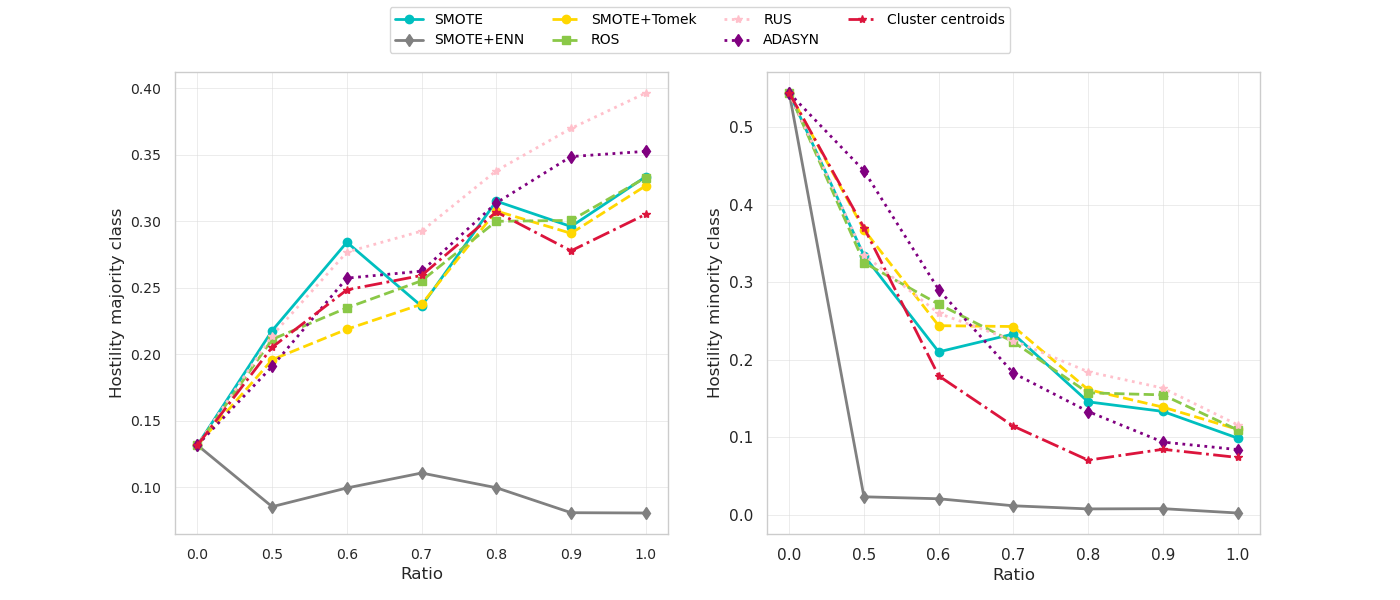 SMOTE SMOTE+Tomek RUS Cluster centroids
SMOTE+ENN ROS ADASYN
Hostility majority class
0.40
0.35
0.30
0.25
0.20
0.15
0.10
0.0 0.5 0.6 0.7 0.8 0.9 1.0
Ratio
Hostility minority class
0.5
0.4
0.3
0.2
0.1
0.0
0.0 0.5 0.6 0.7 0.8 0.9 1.0
Ratio